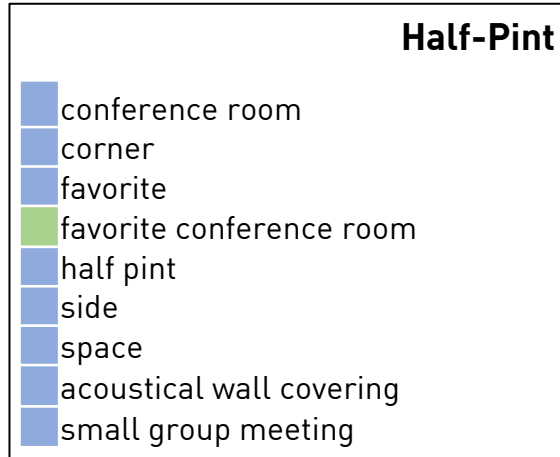 Half-Pint
conference room
corner
favorite
favorite conference room
half pint
side
space
acoustical wall covering
small group meeting